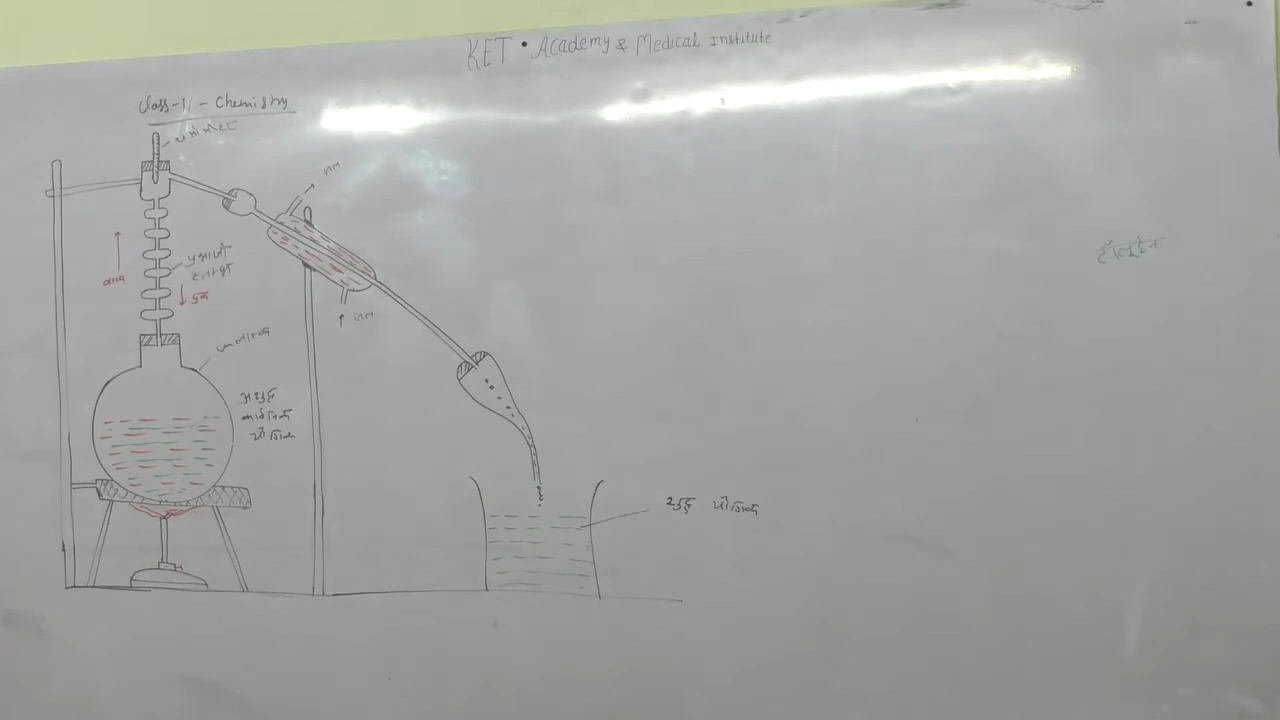 KET • Academy & Medical Institute
Class-11 - Chemistry
थर्मामीटर
जल
प्रभाजी
स्तम्भ
वाष्प
द्रव
जल
फ्लास्क
अशुद्ध
कार्बनिक
यौगिक
शुद्ध यौगिक
टॉलूईन